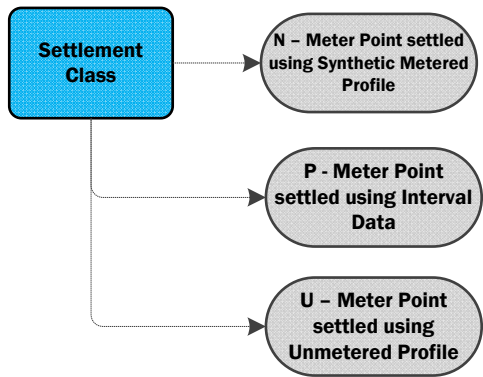 Settlement
Class
N – Meter Point settled
using Synthetic Metered
Profile
P - Meter Point
settled using Interval
Data
U – Meter Point
settled using
Unmetered Profile